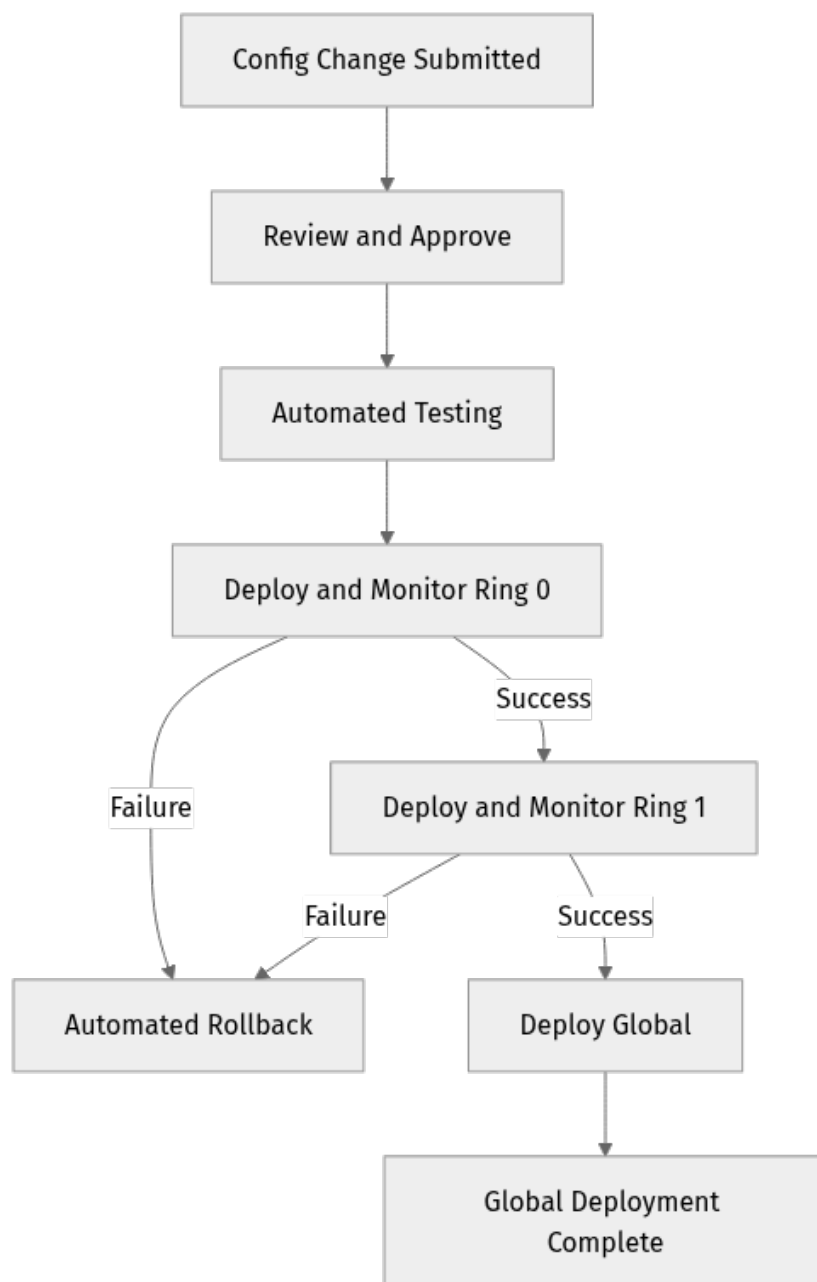 Config Change Submitted
Review and Approve
Automated Testing
Deploy and Monitor Ring 0
Success
Failure
Deploy and Monitor Ring 1
Failure
Success
Automated Rollback
Deploy Global
Global Deployment
Complete